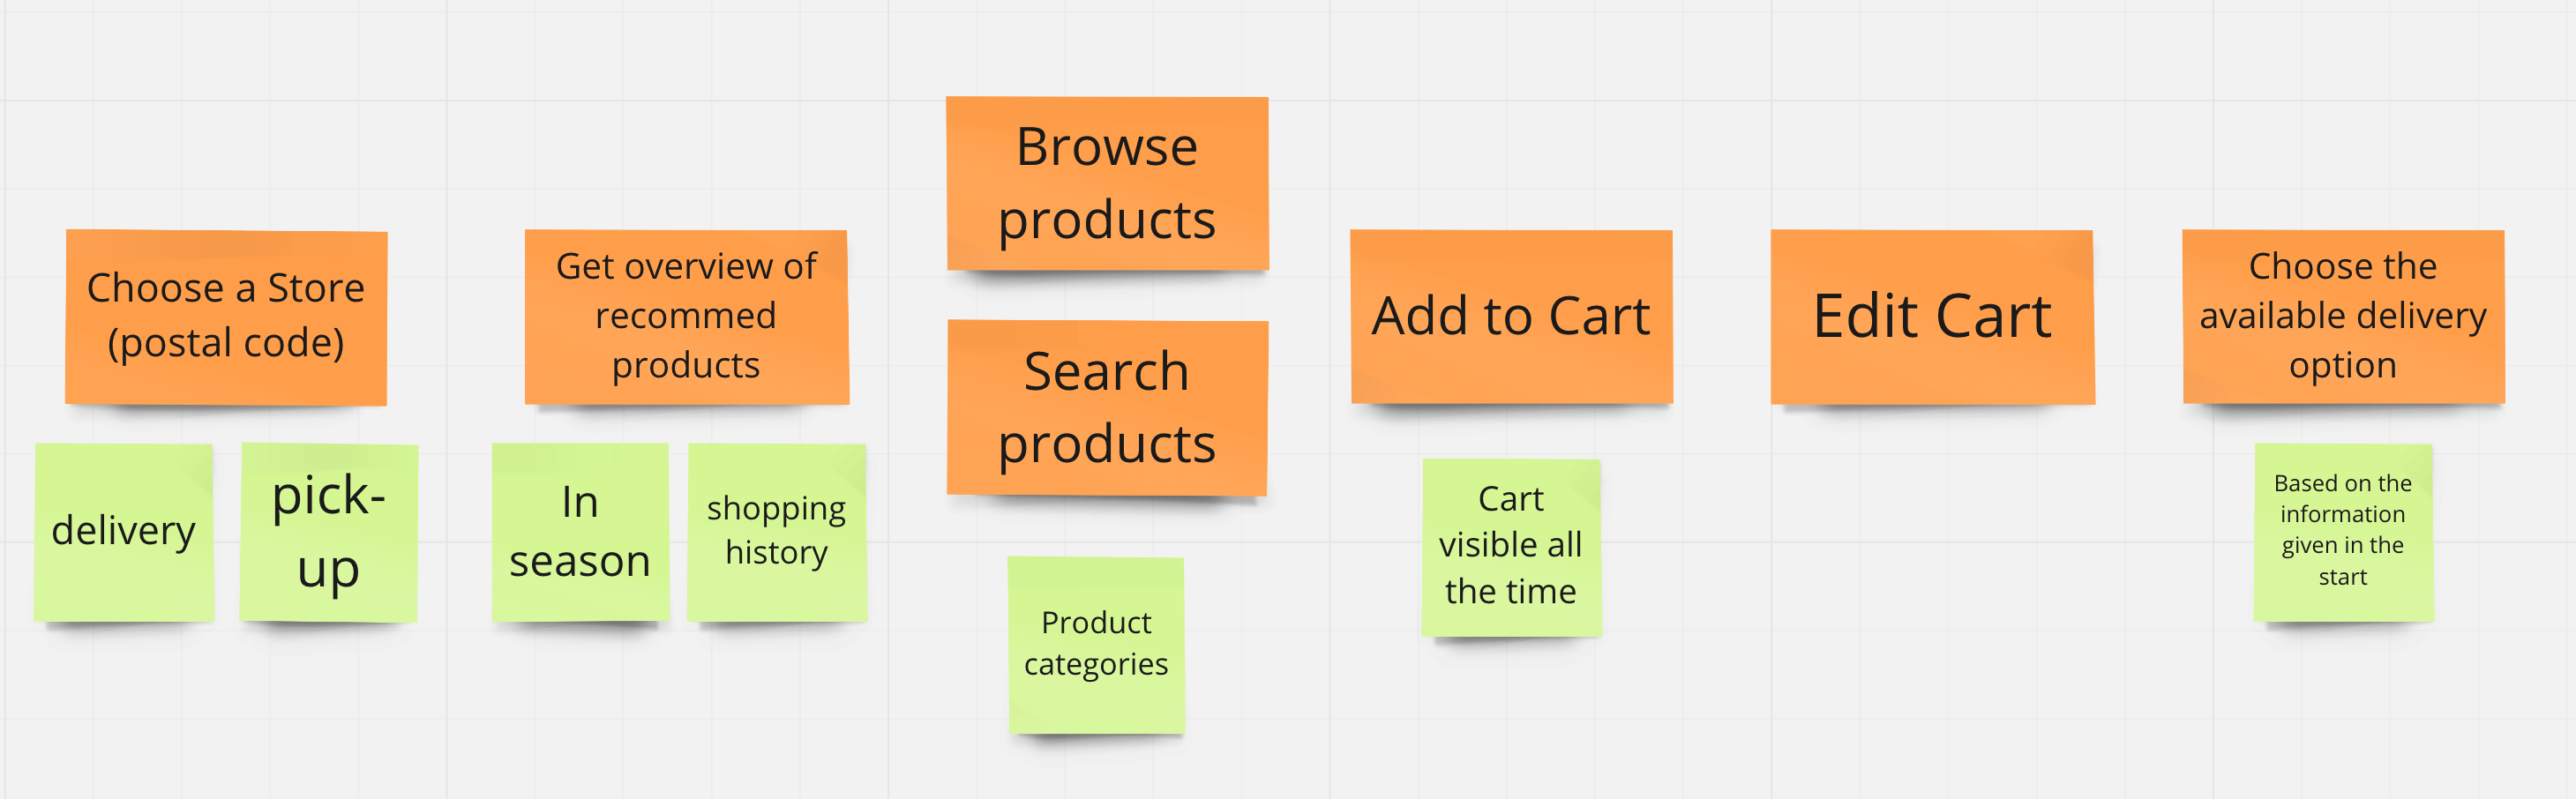 Choose a Store
(postal code)
delivery
pick-
up
Get overview of
recommed
products
In
season
shopping
history
Browse
products
Search
products
Product
categories
Add to Cart
Cart
visible all
the time
Edit Cart
Choose the
available delivery
option
Based on the
information
given in the
start